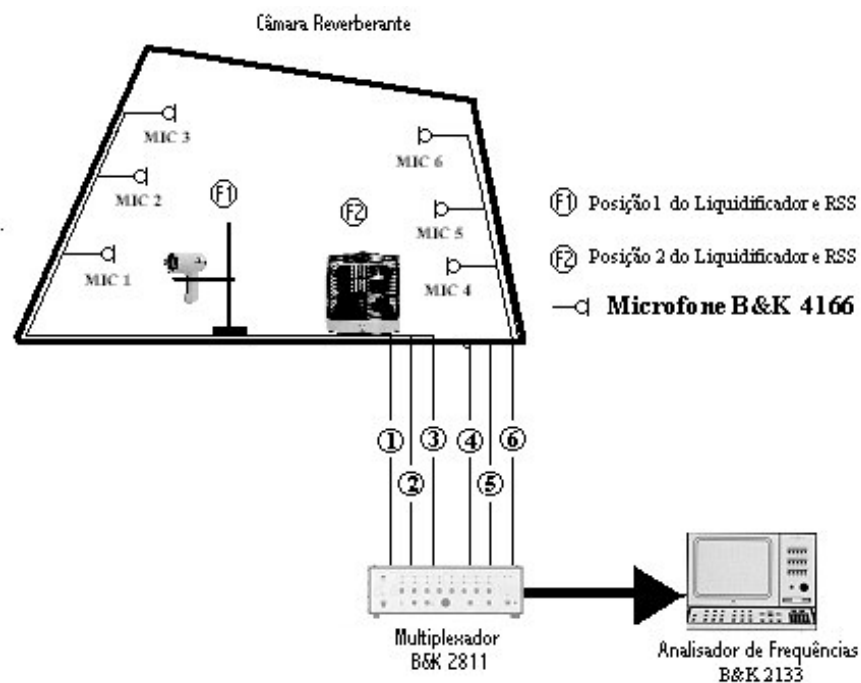 Câmara Reverberante
MIC 3
MIC 6
MIC 2
F1
F2
MIC 5
MIC 1
MIC 4
F1 Posição1 do Liquidificador e RSS
F2 Posição 2 do Liquidificador e RSS
Microfone B&K 4166
1
3
4
6
2
5
Multiplexador
B&K 2811
Analisador de Frequências
B&K 2133